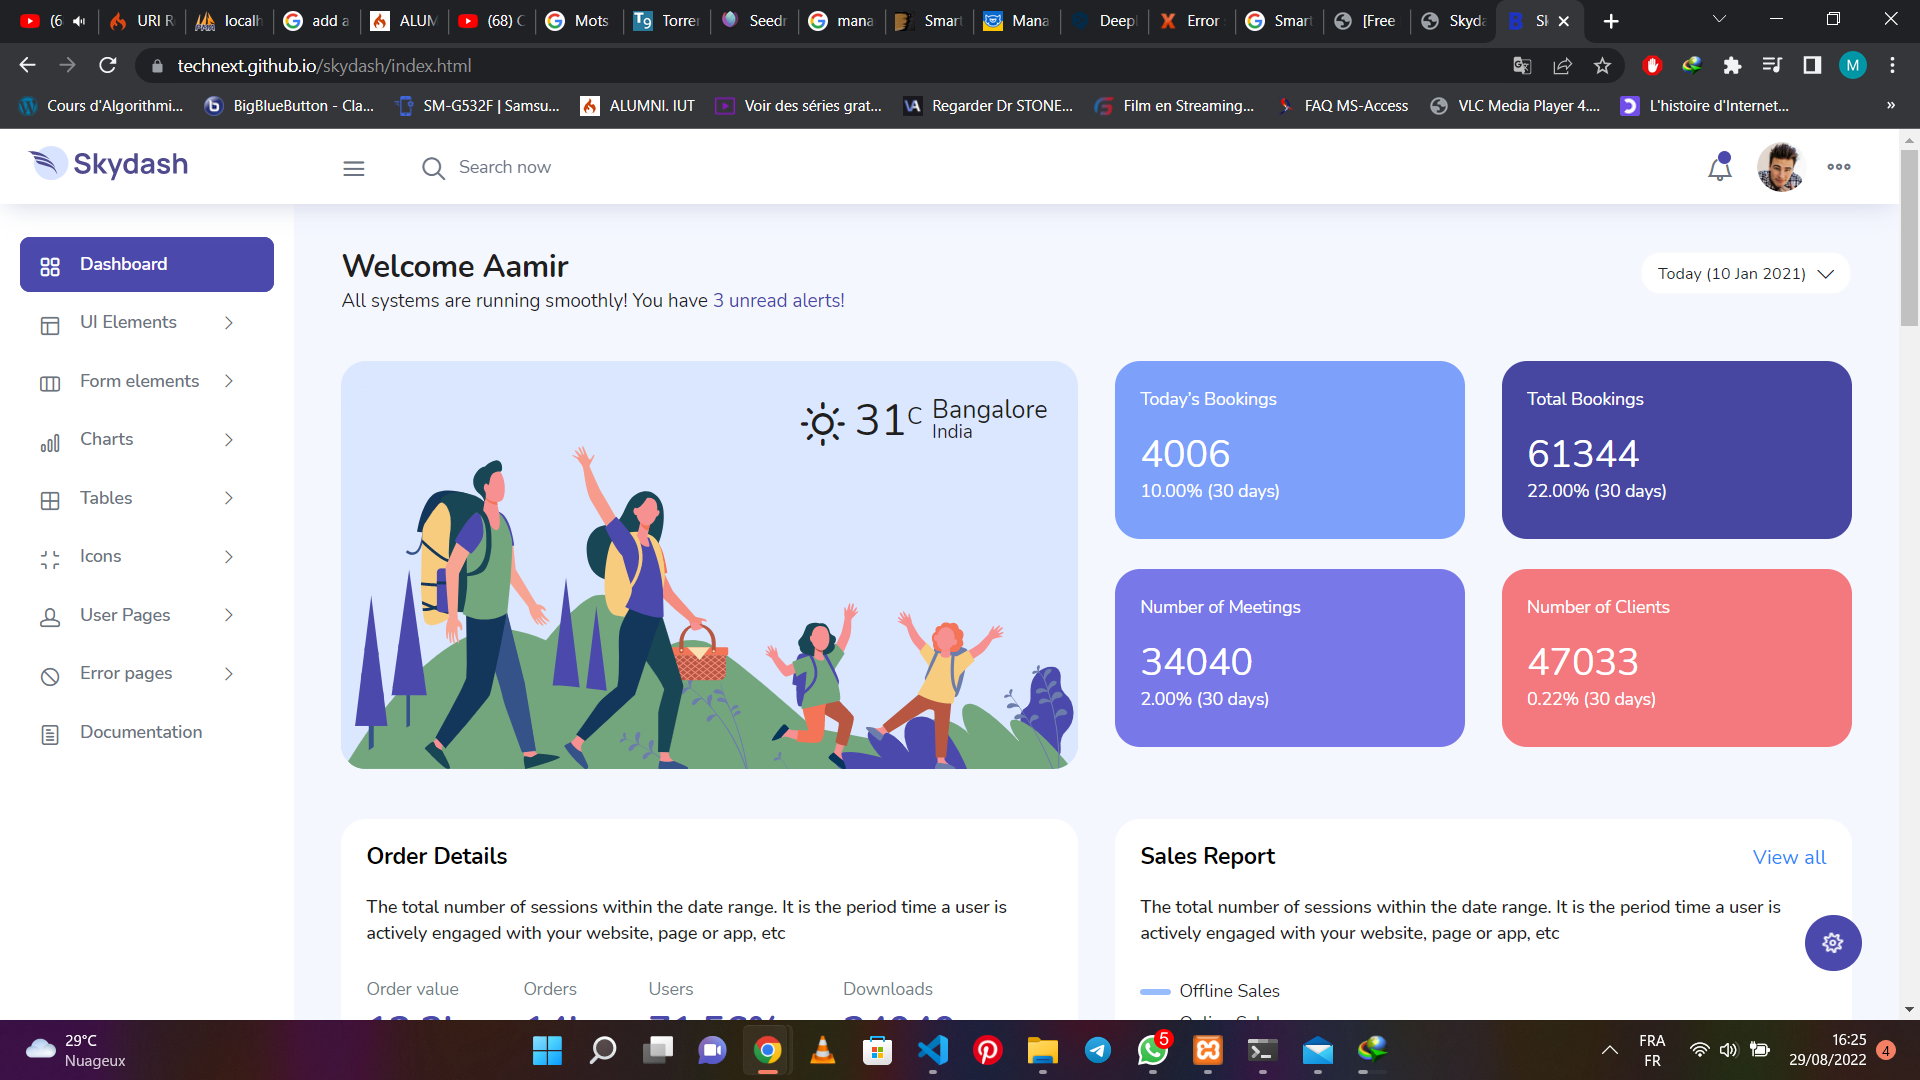 (6
URI R
localh
add a
ALUM
(68) C
Mots
T9
Torrer
Seedr
mana
Smart
Mana
Deepl
Error
Smart
[Free
Skyda
Sk
technext.github.io/skydash/index.html
M
Cours d'Algorithmi...
BigBlueButton - Cla...
SM-G532F | Samsu...
ALUMNI. IUT
Voir des séries grat...
Regarder Dr STONE...
Film en Streaming...
FAQ MS-Access
VLC Media Player 4....
L'histoire d'Internet...
»
Skydash
Search now
Dashboard
UI Elements
Form elements
Charts
Tables
Icons
User Pages
Error pages
Documentation
Welcome Aamir
All systems are running smoothly! You have 3 unread alerts!
Today (10 Jan 2021)
31C
Bangalore
India
Today's Bookings
4006
10.00% (30 days)
Total Bookings
61344
22.00% (30 days)
Number of Meetings
34040
2.00% (30 days)
Number of Clients
47033
0.22% (30 days)
Order Details
The total number of sessions within the date range. It is the period time a user is
actively engaged with your website, page or app, etc
Order value
Orders
Users
Downloads
Sales Report
View all
The total number of sessions within the date range. It is the period time a user is
actively engaged with your website, page or app, etc
Offline Sales
29°C
Nuageux
5
FRA
FR
16:25
29/08/2022
4